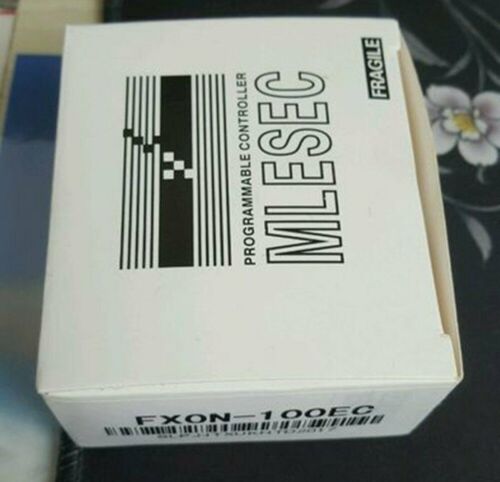 FRAGILE
PROGRAMMABLE CONTROLLER
MLESEC
FX0N-100EC